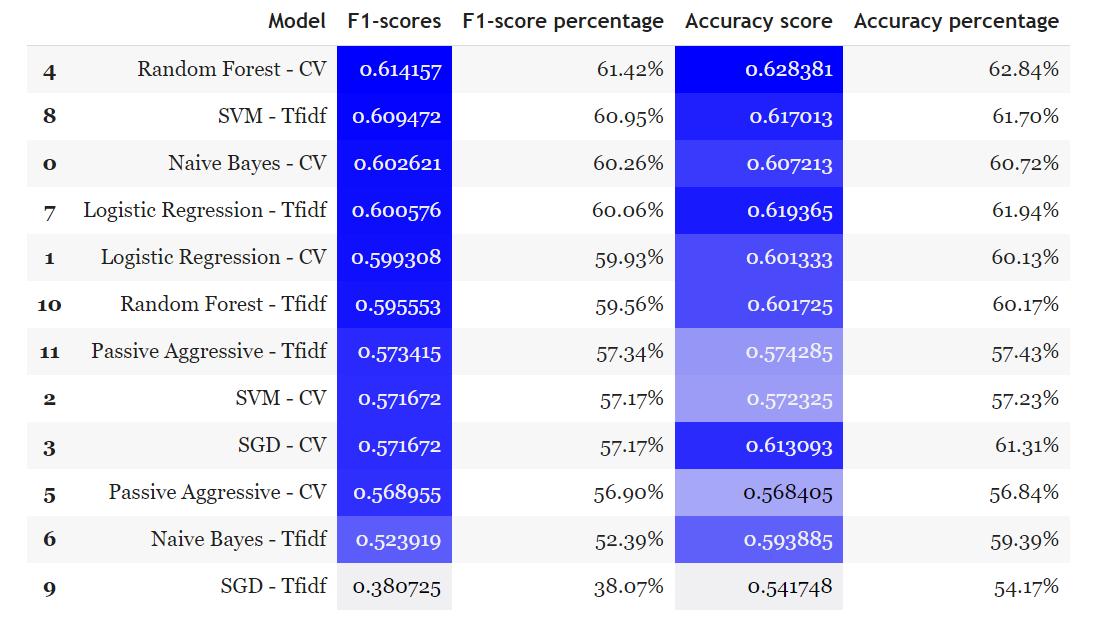 Model F1-scores F1-score percentage Accuracy score Accuracy percentage
4 Random Forest - CV 0.614157 61.42% 0.628381 62.84%
8 SVM - Tfidf 0.609472 60.95% 0.617013 61.70%
0 Naive Bayes - CV 0.602621 60.26% 0.607213 60.72%
7 Logistic Regression - Tfidf 0.600576 60.06% 0.619365 61.94%
1 Logistic Regression - CV 0.599308 59.93% 0.601333 60.13%
10 Random Forest - Tfidf 0.595553 59.56% 0.601725 60.17%
11 Passive Aggressive - Tfidf 0.573415 57.34% 0.574285 57.43%
2 SVM - CV 0.571672 57.17% 0.572325 57.23%
3 SGD - CV 0.571672 57.17% 0.613093 61.31%
5 Passive Aggressive - CV 0.568955 56.90% 0.568405 56.84%
6 Naive Bayes - Tfidf 0.523919 52.39% 0.593885 59.39%
9 SGD - Tfidf 0.380725 38.07% 0.541748 54.17%